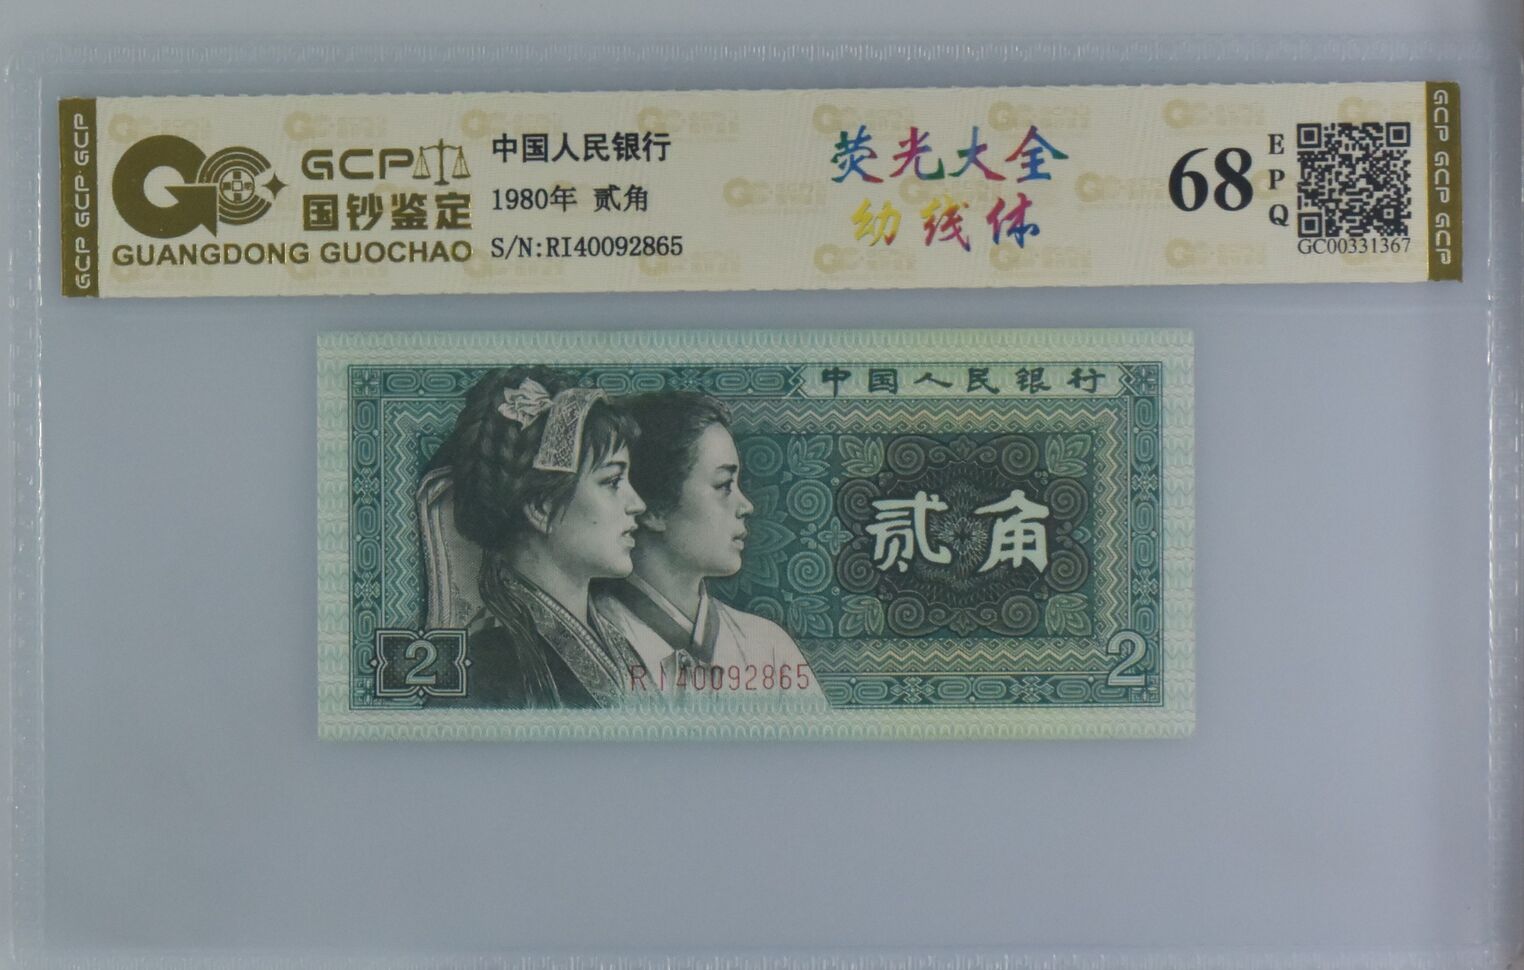 GCP GCP·GCP
GCP
国钞鉴定
GUANGDONG GUOCHAO
中国人民银行
1980年 贰角
S/N:RI40092865
荧光大全
幼线体
68
EPQ
GC00331367
GCP GCP GCP
中国人民银行
贰角
2
2
RI40092865